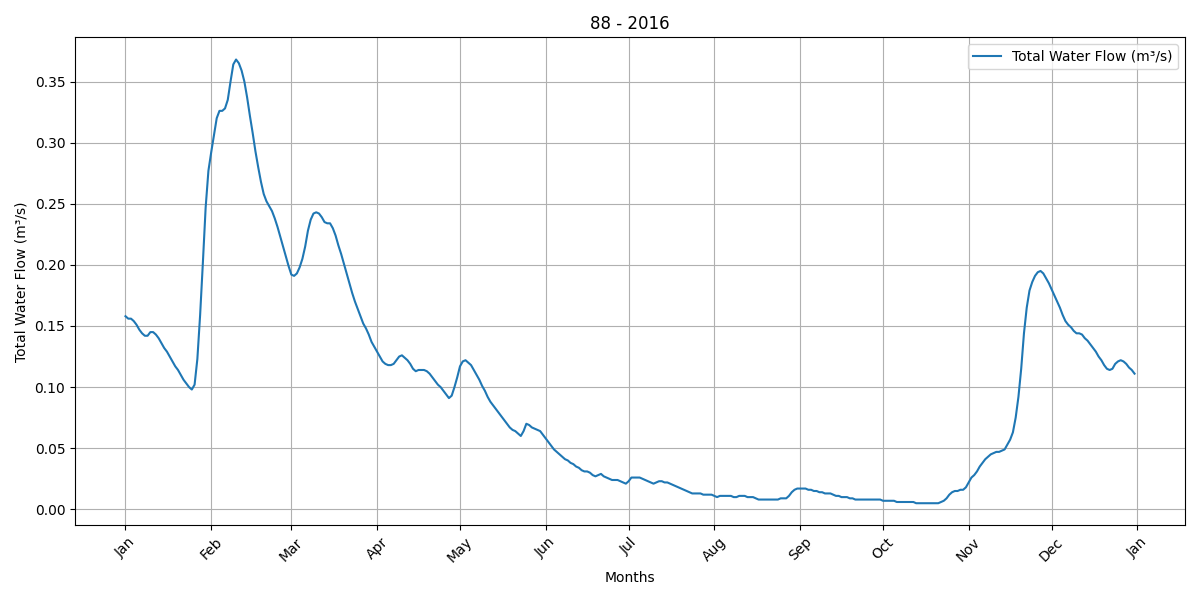 88 - 2016
Total Water Flow (m³/s)
Total Water Flow (m³/s)
0.35
0.30
0.25
0.20
0.15
0.10
0.05
0.00
Jan
Feb
Mar
Apr
May
Jun
Jul
Aug
Sep
Oct
Nov
Dec
Jan
Months